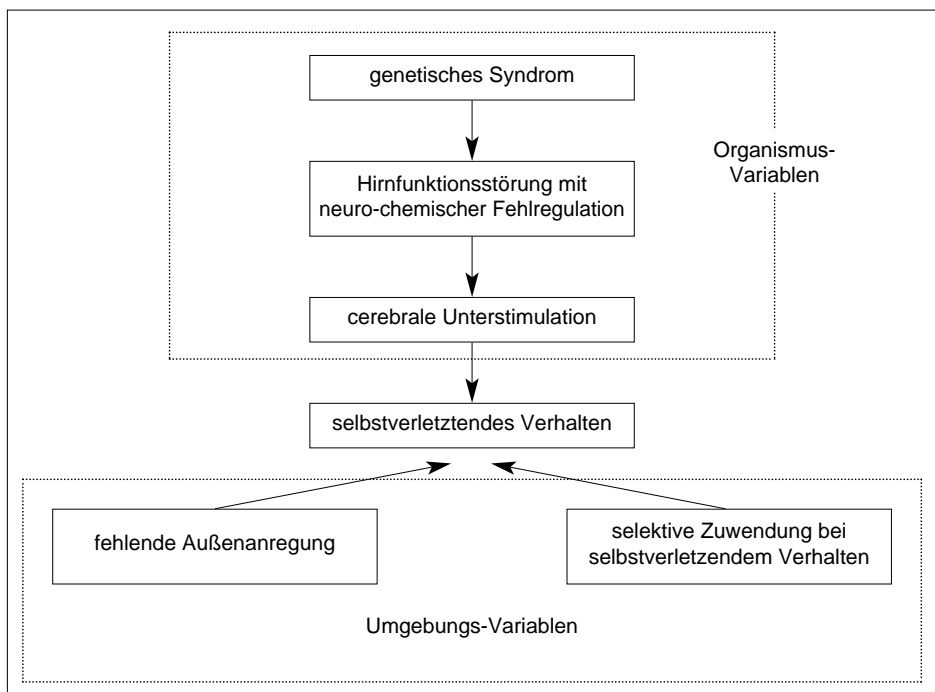 genetisches Syndrom
Organismus-
Variablen
Hirnfunktionsstörung mit
neuro-chemischer Fehlregulation
cerebrale Unterstimulation
selbstverletztendes Verhalten
fehlende Außenanregung
selektive Zuwendung bei
selbstverletzendem Verhalten
Umgebungs-Variablen